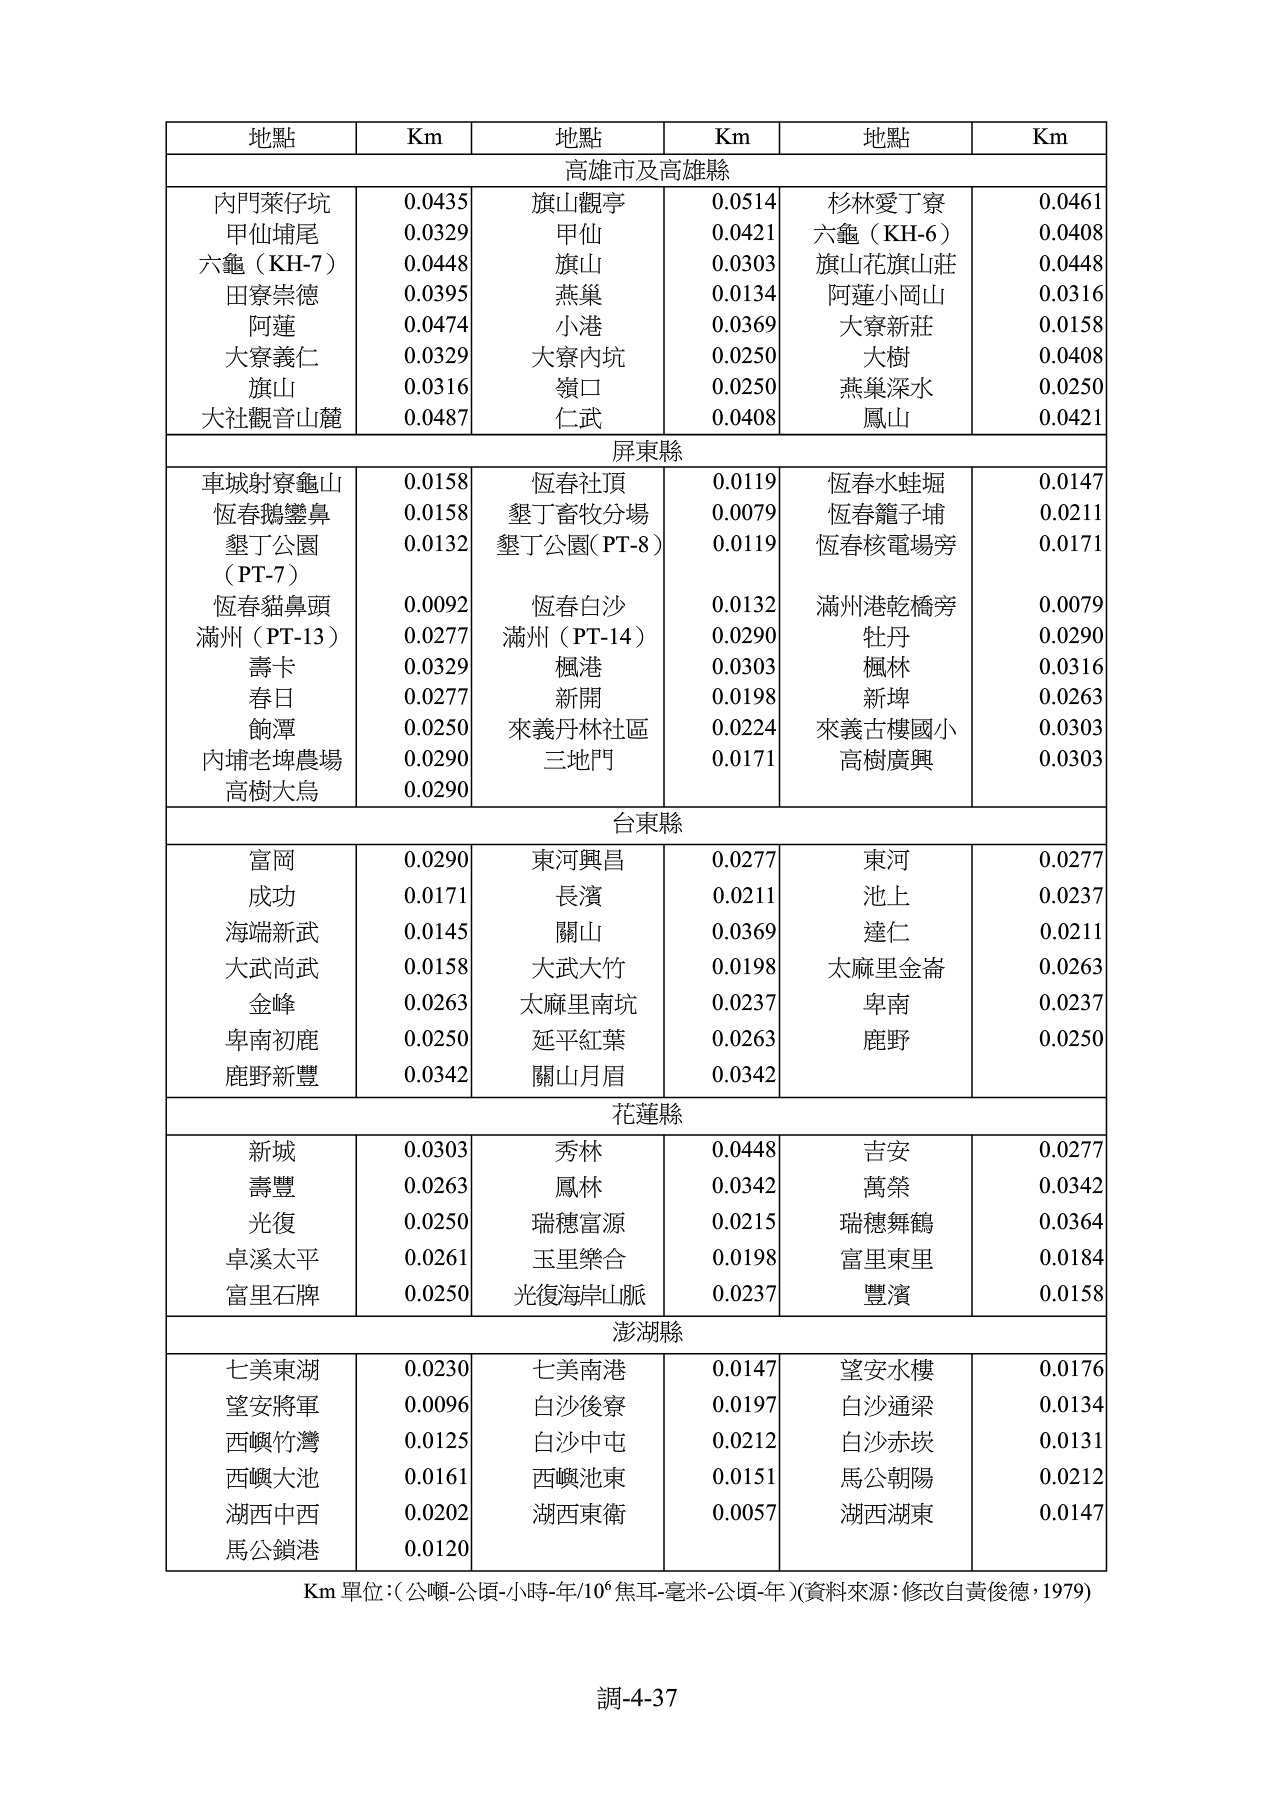 地點 Km 地點 Km 地點 Km
高雄市及高雄縣
內門萊仔坑 0.0435 旗山觀亭 0.0514 杉林愛丁寮 0.0461
甲仙埔尾 0.0329 甲仙 0.0421 六龜（KH-6） 0.0408
六龜（KH-7） 0.0448 旗山 0.0303 旗山花旗山莊 0.0448
田寮崇德 0.0395 燕巢 0.0134 阿蓮小岡山 0.0316
阿蓮 0.0474 小港 0.0369 大寮新莊 0.0158
大寮義仁 0.0329 大寮內坑 0.0250 大樹 0.0408
旗山 0.0316 嶺口 0.0250 燕巢深水 0.0250
大社觀音山麓 0.0487 仁武 0.0408 鳳山 0.0421
屏東縣
車城射寮龜山 0.0158 恆春社頂 0.0119 恆春水蛙堀 0.0147
恆春鵝鑾鼻 0.0158 墾丁畜牧分場 0.0079 恆春籠子埔 0.0211
墾丁公園 0.0132 墾丁公園(PT-8) 0.0119 恆春核電場旁 0.0171
（PT-7）
恆春貓鼻頭 0.0092 恆春白沙 0.0132 滿州港乾橋旁 0.0079
滿州（PT-13） 0.0277 滿州（PT-14） 0.0290 牡丹 0.0290
壽卡 0.0329 楓港 0.0303 楓林 0.0316
春日 0.0277 新開 0.0198 新埤 0.0263
餉潭 0.0250 來義丹林社區 0.0224 來義古樓國小 0.0303
內埔老埤農場 0.0290 三地門 0.0171 高樹廣興 0.0303
高樹大烏 0.0290
台東縣
富岡 0.0290 東河興昌 0.0277 東河 0.0277
成功 0.0171 長濱 0.0211 池上 0.0237
海端新武 0.0145 關山 0.0369 達仁 0.0211
大武尚武 0.0158 大武大竹 0.0198 太麻里金崙 0.0263
金峰 0.0263 太麻里南坑 0.0237 卑南 0.0237
卑南初鹿 0.0250 延平紅葉 0.0263 鹿野 0.0250
鹿野新豐 0.0342 關山月眉 0.0342
花蓮縣
新城 0.0303 秀林 0.0448 吉安 0.0277
壽豐 0.0263 鳳林 0.0342 萬榮 0.0342
光復 0.0250 瑞穗富源 0.0215 瑞穗舞鶴 0.0364
卓溪太平 0.0261 玉里樂合 0.0198 富里東里 0.0184
富里石牌 0.0250 光復海岸山脈 0.0237 豐濱 0.0158
澎湖縣
七美東湖 0.0230 七美南港 0.0147 望安水樓 0.0176
望安將軍 0.0096 白沙後寮 0.0197 白沙通梁 0.0134
西嶼竹灣 0.0125 白沙中屯 0.0212 白沙赤崁 0.0131
西嶼大池 0.0161 西嶼池東 0.0151 馬公朝陽 0.0212
湖西中西 0.0202 湖西東衛 0.0057 湖西湖東 0.0147
馬公鎖港 0.0120
Km 單位：（公噸-公頃-小時-年/10⁶ 焦耳-毫米-公頃-年）(資料來源：修改自黃俊德，1979)
調-4-37